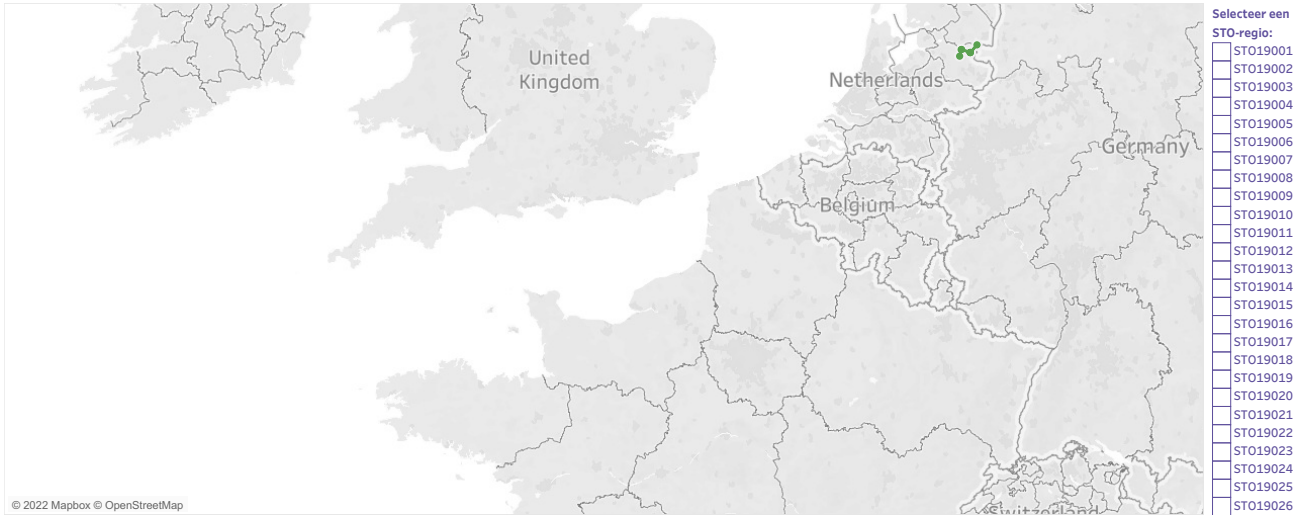 United
Kingdom
Netherlands
Germany
Belgium
Switzerland
© 2022 Mapbox © OpenStreetMap
Selecteer een
STO-regio:
STO19001
STO19002
STO19003
STO19004
STO19005
STO19006
STO19007
STO19008
STO19009
STO19010
STO19011
STO19012
STO19013
STO19014
STO19015
STO19016
STO19017
STO19018
STO19019
STO19020
STO19021
STO19022
STO19023
STO19024
STO19025
STO19026